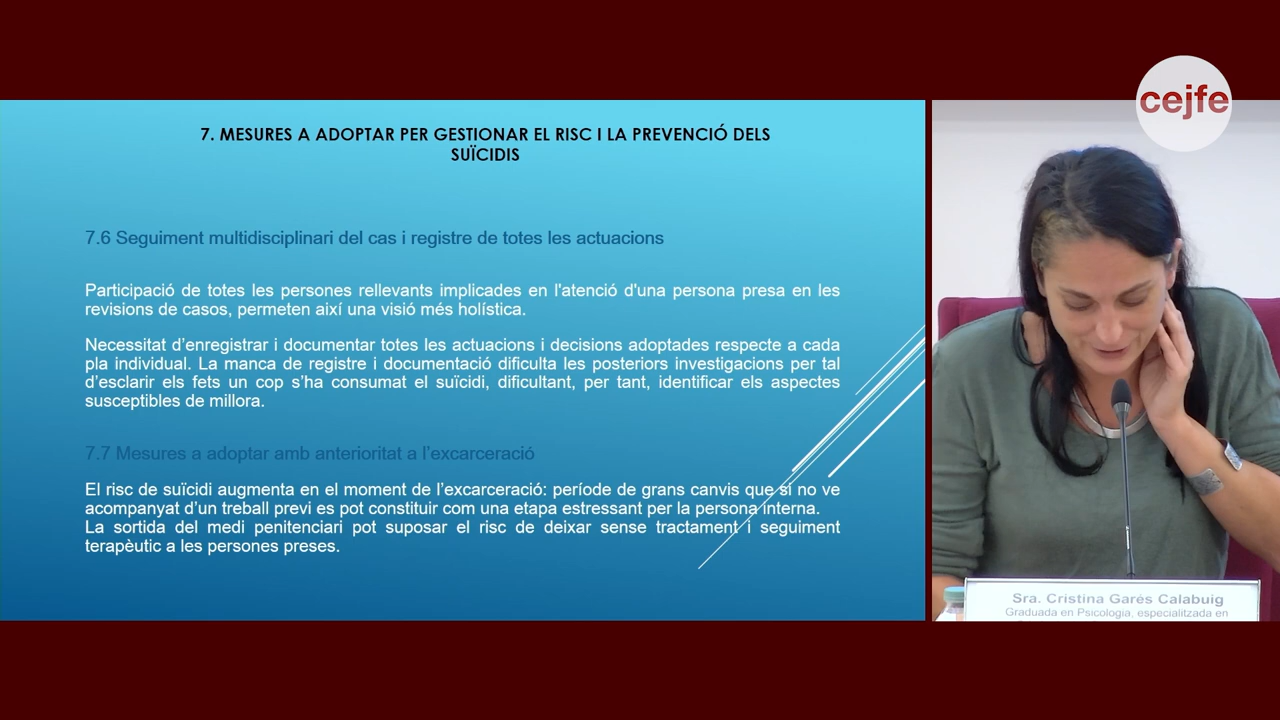 cejfe
7. MESURES A ADOPTAR PER GESTIONAR EL RISC I LA PREVENCIÓ DELS
SUÏCIDIS
7.6 Seguiment multidisciplinari del cas i registre de totes les actuacions
Participació de totes les persones rellevants implicades en l'atenció d'una persona presa en les
revisions de casos, permeten així una visió més holística.
Necessitat d’enregistrar i documentar totes les actuacions i decisions adoptades respecte a cada
pla individual. La manca de registre i documentació dificulta les posteriors investigacions per tal
d’esclarir els fets un cop s’ha consumat el suïcidi, dificultant, per tant, identificar els aspectes
susceptibles de millora.
7.7 Mesures a adoptar amb anterioritat a l’excarceració
El risc de suïcidi augmenta en el moment de l’excarceració: període de grans canvis que si no ve
acompanyat d’un treball previ es pot constituir com una etapa estressant per la persona interna.
La sortida del medi penitenciari pot suposar el risc de deixar sense tractament i seguiment
terapèutic a les persones preses.
Sra. Cristina Garés Calabuig
Graduada en Psicologia, especialitzada en